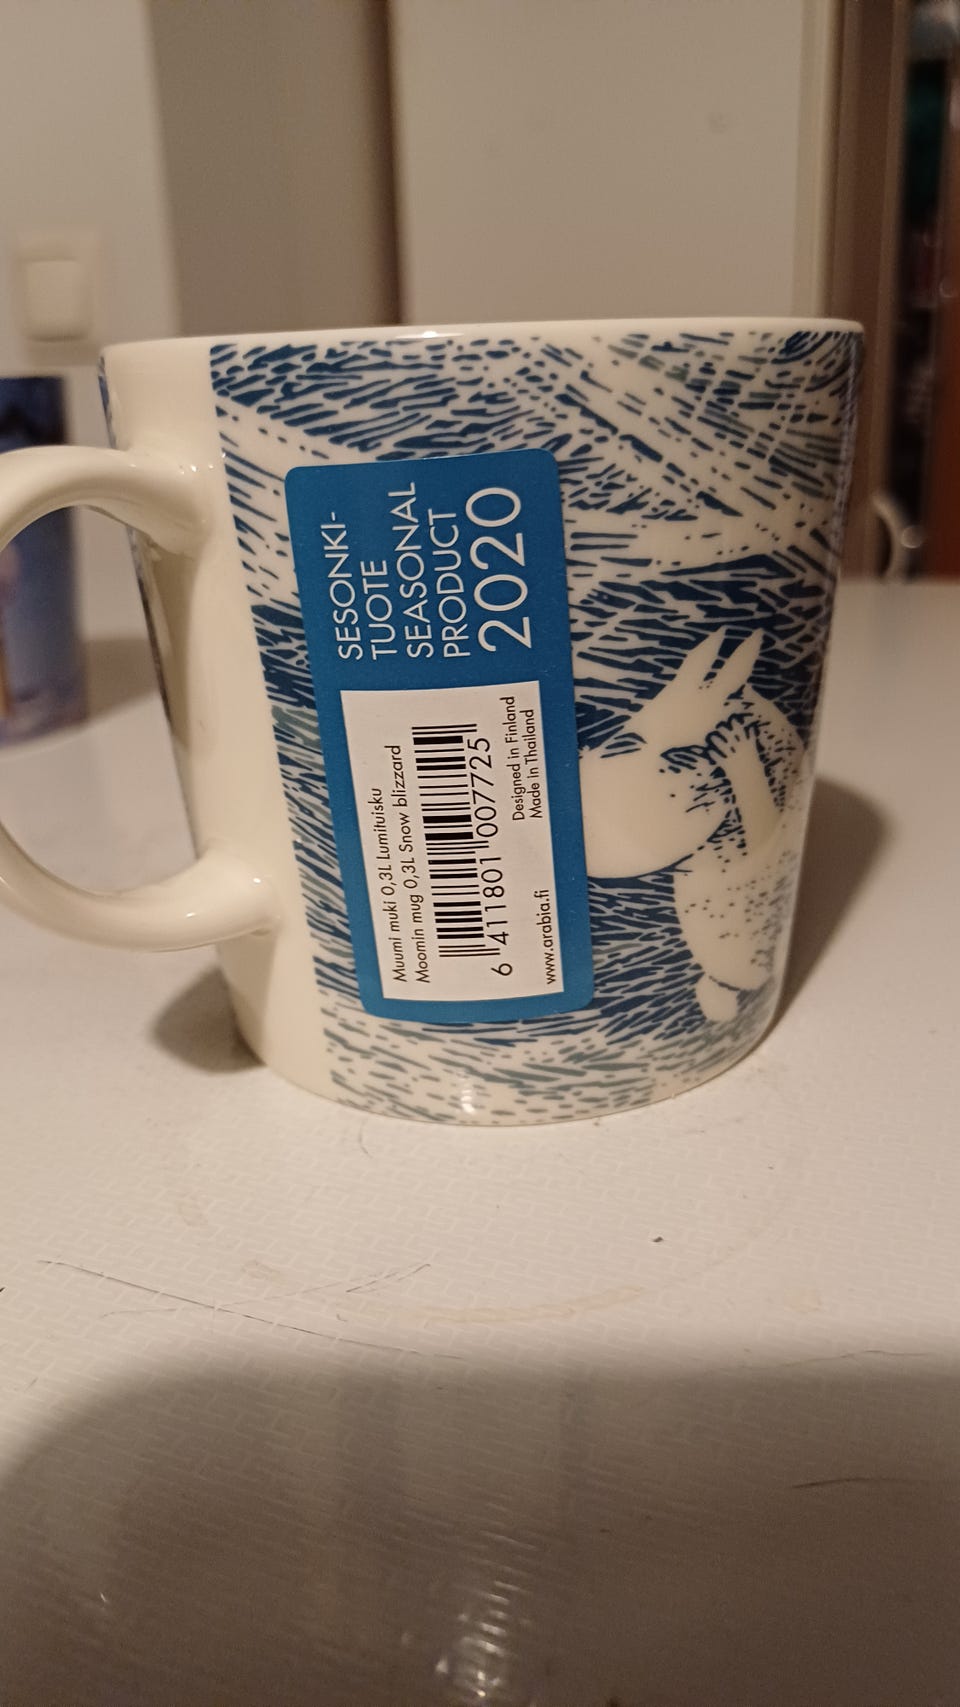 SESONKI-
TUOTE
SEASONAL
PRODUCT
2020
Muumi muki 0,3L Lumituisku
Moomin mug 0,3L Snow blizzard
6 411801 007725
Designed in Finland
Made in Thailand
www.arabia.fi